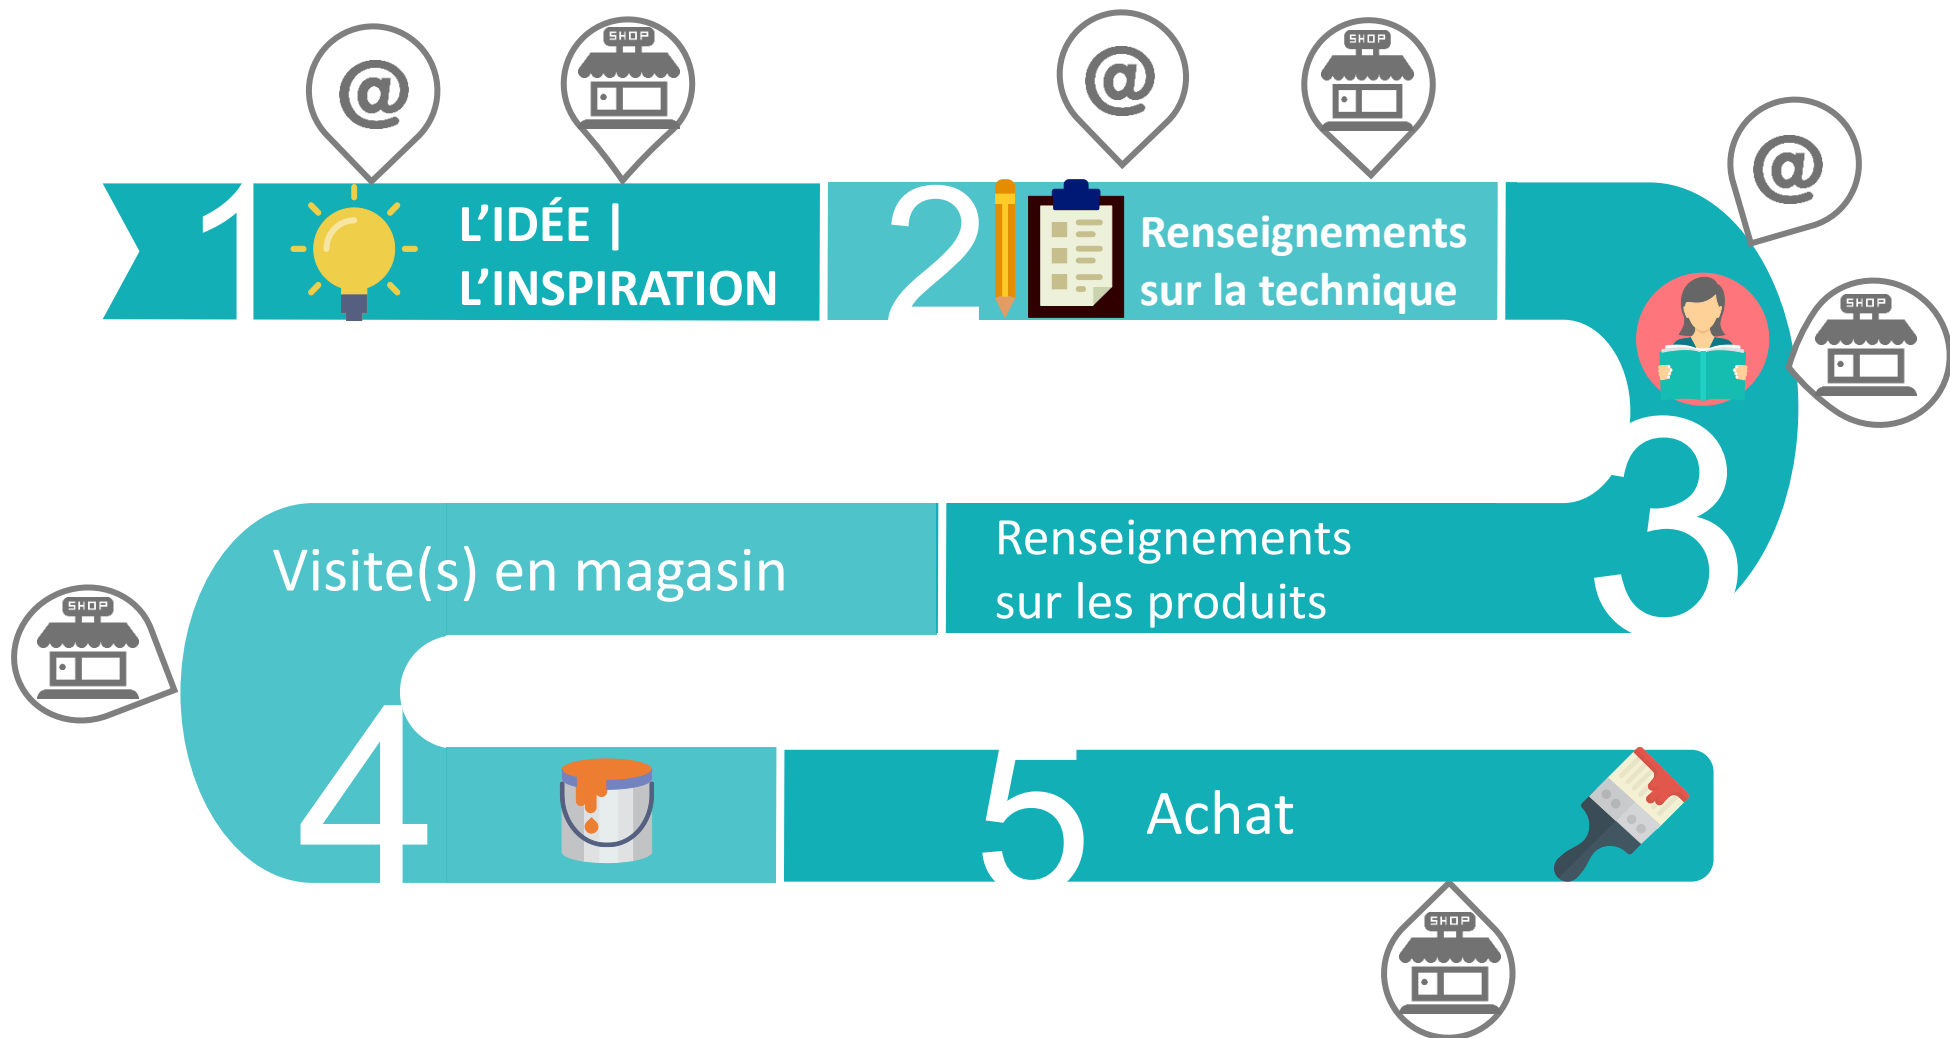 @
SHOP
@
SHOP
@
1
L’IDÉE |
L’INSPIRATION
2
Renseignements
sur la technique
SHOP
3
Renseignements
sur les produits
Visite(s) en magasin
SHOP
4
5
Achat
SHOP